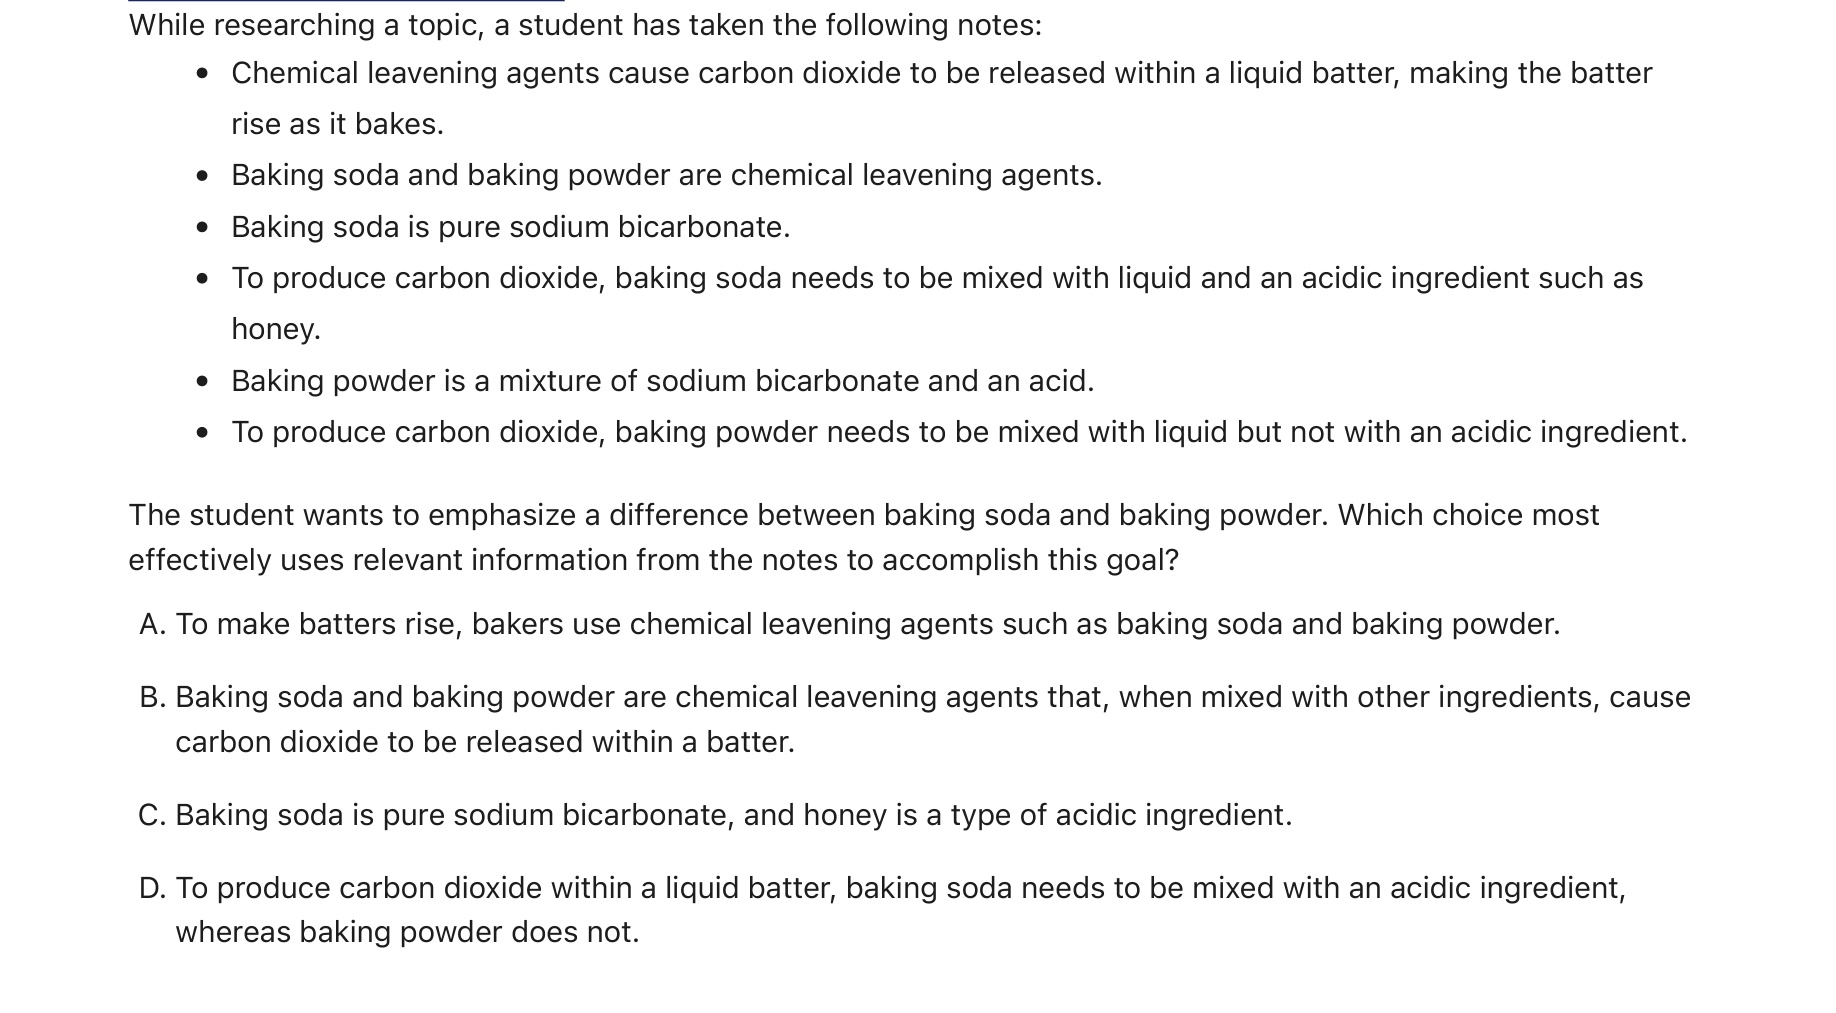 While researching a topic, a student has taken the following notes:
• Chemical leavening agents cause carbon dioxide to be released within a liquid batter, making the batter
rise as it bakes.
• Baking soda and baking powder are chemical leavening agents.
• Baking soda is pure sodium bicarbonate.
• To produce carbon dioxide, baking soda needs to be mixed with liquid and an acidic ingredient such as
honey.
• Baking powder is a mixture of sodium bicarbonate and an acid.
• To produce carbon dioxide, baking powder needs to be mixed with liquid but not with an acidic ingredient.
The student wants to emphasize a difference between baking soda and baking powder. Which choice most
effectively uses relevant information from the notes to accomplish this goal?
A. To make batters rise, bakers use chemical leavening agents such as baking soda and baking powder.
B. Baking soda and baking powder are chemical leavening agents that, when mixed with other ingredients, cause
carbon dioxide to be released within a batter.
C. Baking soda is pure sodium bicarbonate, and honey is a type of acidic ingredient.
D. To produce carbon dioxide within a liquid batter, baking soda needs to be mixed with an acidic ingredient,
whereas baking powder does not.